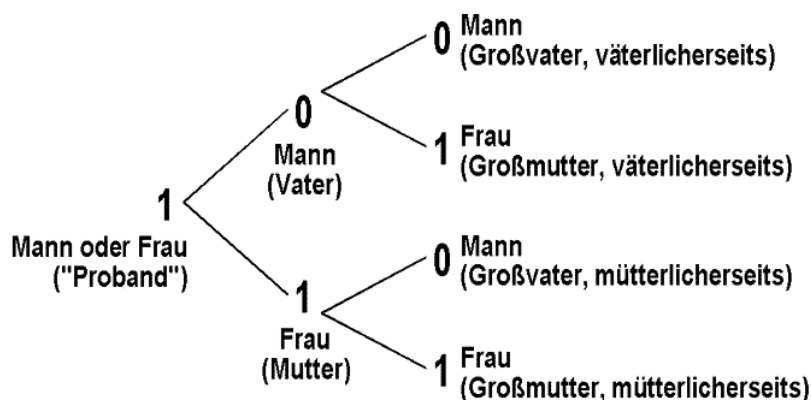 0 Mann
(Großvater, väterlicherseits)
0
Mann
(Vater)
1 Frau
(Großmutter, väterlicherseits)
1
Mann oder Frau
("Proband")
0 Mann
(Großvater, mütterlicherseits)
1
Frau
(Mutter)
1 Frau
(Großmutter, mütterlicherseits)